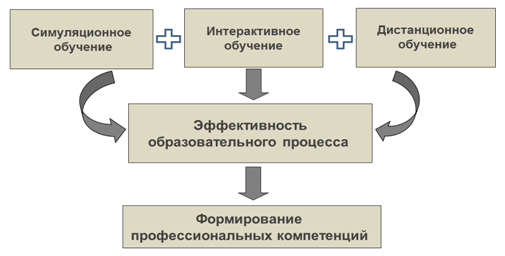 Симуляционное
обучение
Интерактивное
обучение
Дистанционное
обучение
Эффективность
образовательного процесса
Формирование
профессиональных компетенций